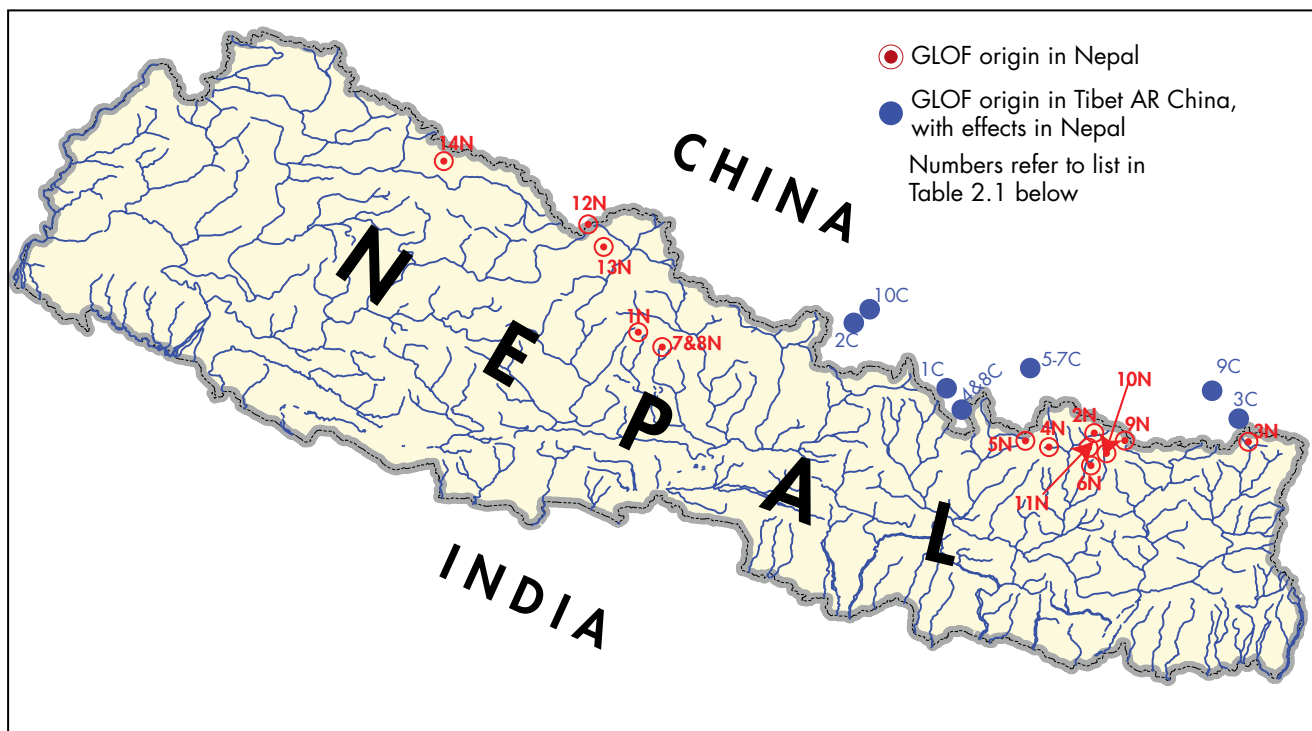 GLOF origin in Nepal
GLOF origin in Tibet AR China,
with effects in Nepal
Numbers refer to list in
Table 2.1 below
CHINA
NEPAL
INDIA
14N
12N
13N
1N
7&8N
10C
2C
1C
4&8C
5-7C
9C
3C
10N
2N
9N
3N
4N
5N
6N
11N